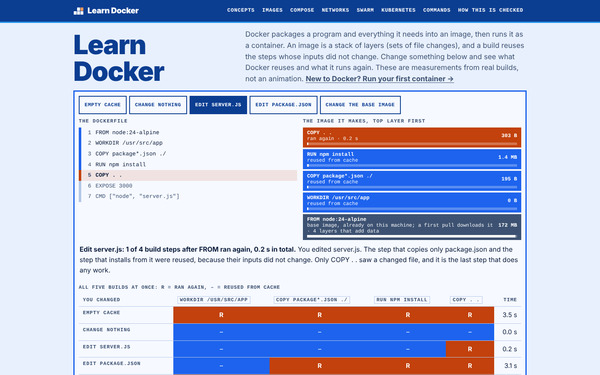 Learn Docker
CONCEPTS IMAGES COMPOSE NETWORKS SWARM KUBERNETES COMMANDS HOW THIS IS CHECKED
Learn
Docker
Docker packages a program and everything it needs into an image, then runs it as
a container. An image is a stack of layers (sets of file changes), and a build reuses
the steps whose inputs did not change. Change something below and see what
Docker reuses and what it runs again. These are measurements from real builds,
not an animation. New to Docker? Run your first container →
EMPTY CACHE CHANGE NOTHING EDIT SERVER.JS EDIT PACKAGE.JSON CHANGE THE BASE IMAGE
THE DOCKERFILE
1 FROM node:24-alpine
2 WORKDIR /usr/src/app
3 COPY package*.json ./
4 RUN npm install
5 COPY . .
6 EXPOSE 3000
7 CMD ["node", "server.js"]
THE IMAGE IT MAKES, TOP LAYER FIRST
COPY . .
ran again · 0.2 s 303 B
RUN npm install
reused from cache 1.4 MB
COPY package*.json ./
reused from cache 195 B
WORKDIR /usr/src/app
reused from cache 0 B
FROM node:24-alpine
base image, already on this machine; a first pull downloads it 172 MB
· 4 layers that add data
Edit server.js: 1 of 4 build steps after FROM ran again, 0.2 s in total. You edited server.js. The step that copies only package.json and the
step that installs from it were reused, because their inputs did not change. Only COPY . . saw a changed file, and it is the last step that does
any work.
ALL FIVE BUILDS AT ONCE: R = RAN AGAIN, – = REUSED FROM CACHE
YOU CHANGED WORKDIR /USR/SRC/APP COPY PACKAGE*.JSON ./ RUN NPM INSTALL COPY . . TIME
EMPTY CACHE R R R R 3.5 s
CHANGE NOTHING – – – – 0.0 s
EDIT SERVER.JS – – – R 0.2 s
EDIT PACKAGE.JSON – R R R 3.1 s